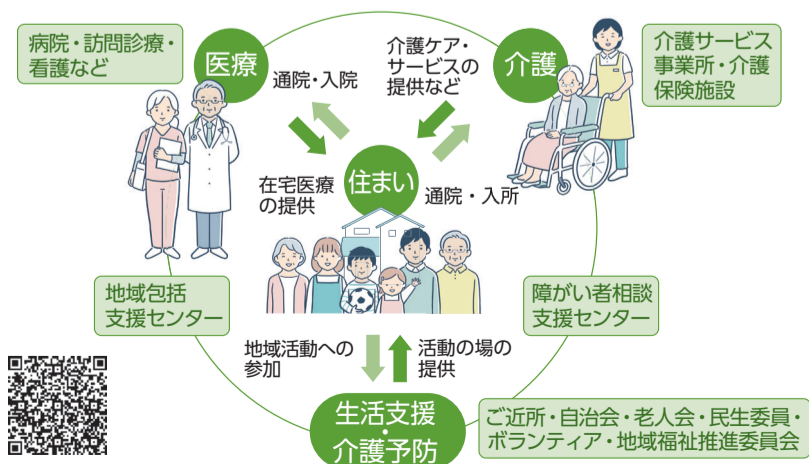 病院・訪問診療・
看護など
医療
通院・入院
介護ケア・
サービスの
提供など
介護
介護サービス
事業所・介護
保険施設
在宅医療
の提供
住まい
通院・入所
地域包括
支援センター
障がい者相談
支援センター
地域活動への
参加
活動の場の
提供
生活支援
・
介護予防
ご近所・自治会・老人会・民生委員・
ボランティア・地域福祉推進委員会